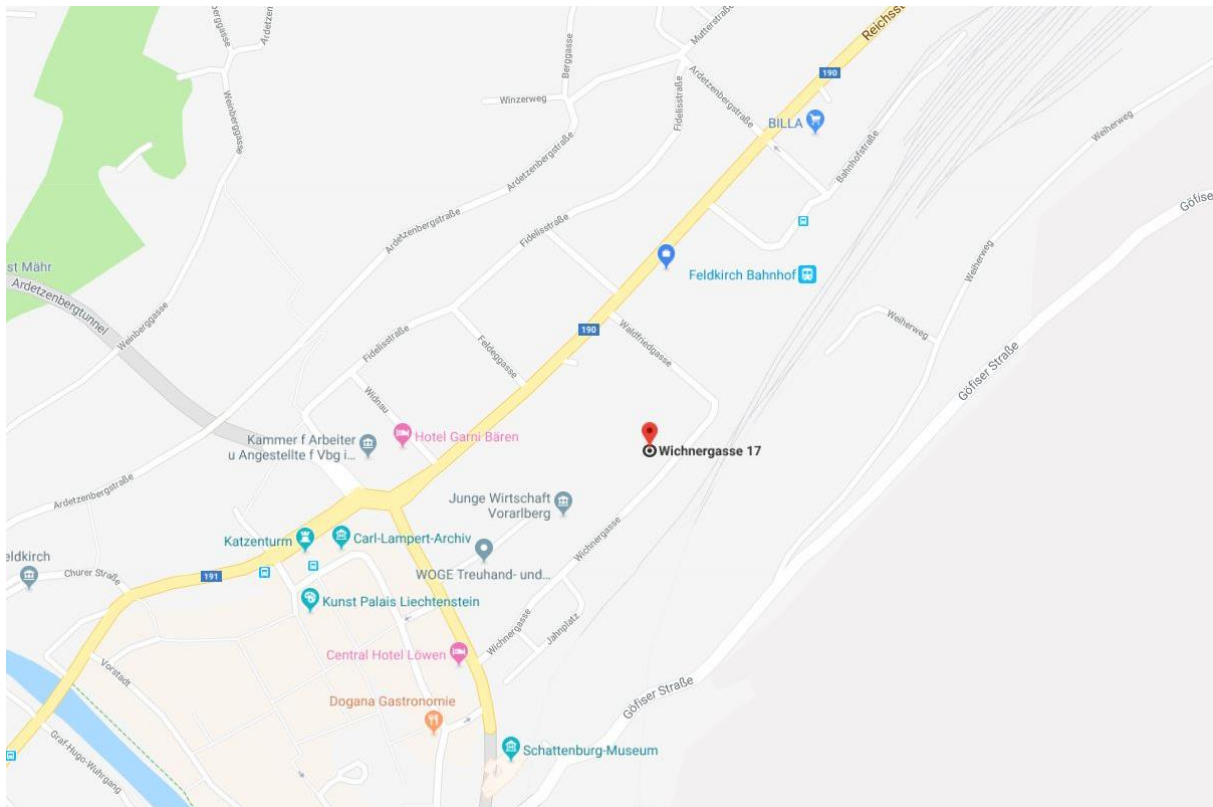 Berggasse
Ardetzen
Mutterstraße
Reichsst
190
Berggasse
Weinberggasse
Winzerweg
Fidelisstraße
Ardetzenbergstraße
BILLA
Bahnhofstraße
Weiherweg
Ardetzenbergstraße
Göfise
Ardetzenbergstraße
Fidelisstraße
Weiherweg
st Mähr
Ardetzenbergtunnel
Feldkirch Bahnhof
Weinberggasse
190
Waldfriedgasse
Weiherweg
Fidelisstraße
Feldeggasse
Göfiser Straße
Widnau
Kammer f Arbeiter
u Angestellte f Vbg i...
Hotel Garni Bären
Wichnergasse 17
Ardetzenbergstraße
Junge Wirtschaft
Vorarlberg
Katzenturm
Carl-Lampert-Archiv
Wichnergasse
eldkirch
Churer Straße
191
WOGE Treuhand- und...
Kunst Palais Liechtenstein
Wichnergasse
Jahnplatz
Central Hotel Löwen
Vorstadt
Göfiser Straße
Dogana Gastronomie
Graf-Hugo-Wuhrgang
Schattenburg-Museum